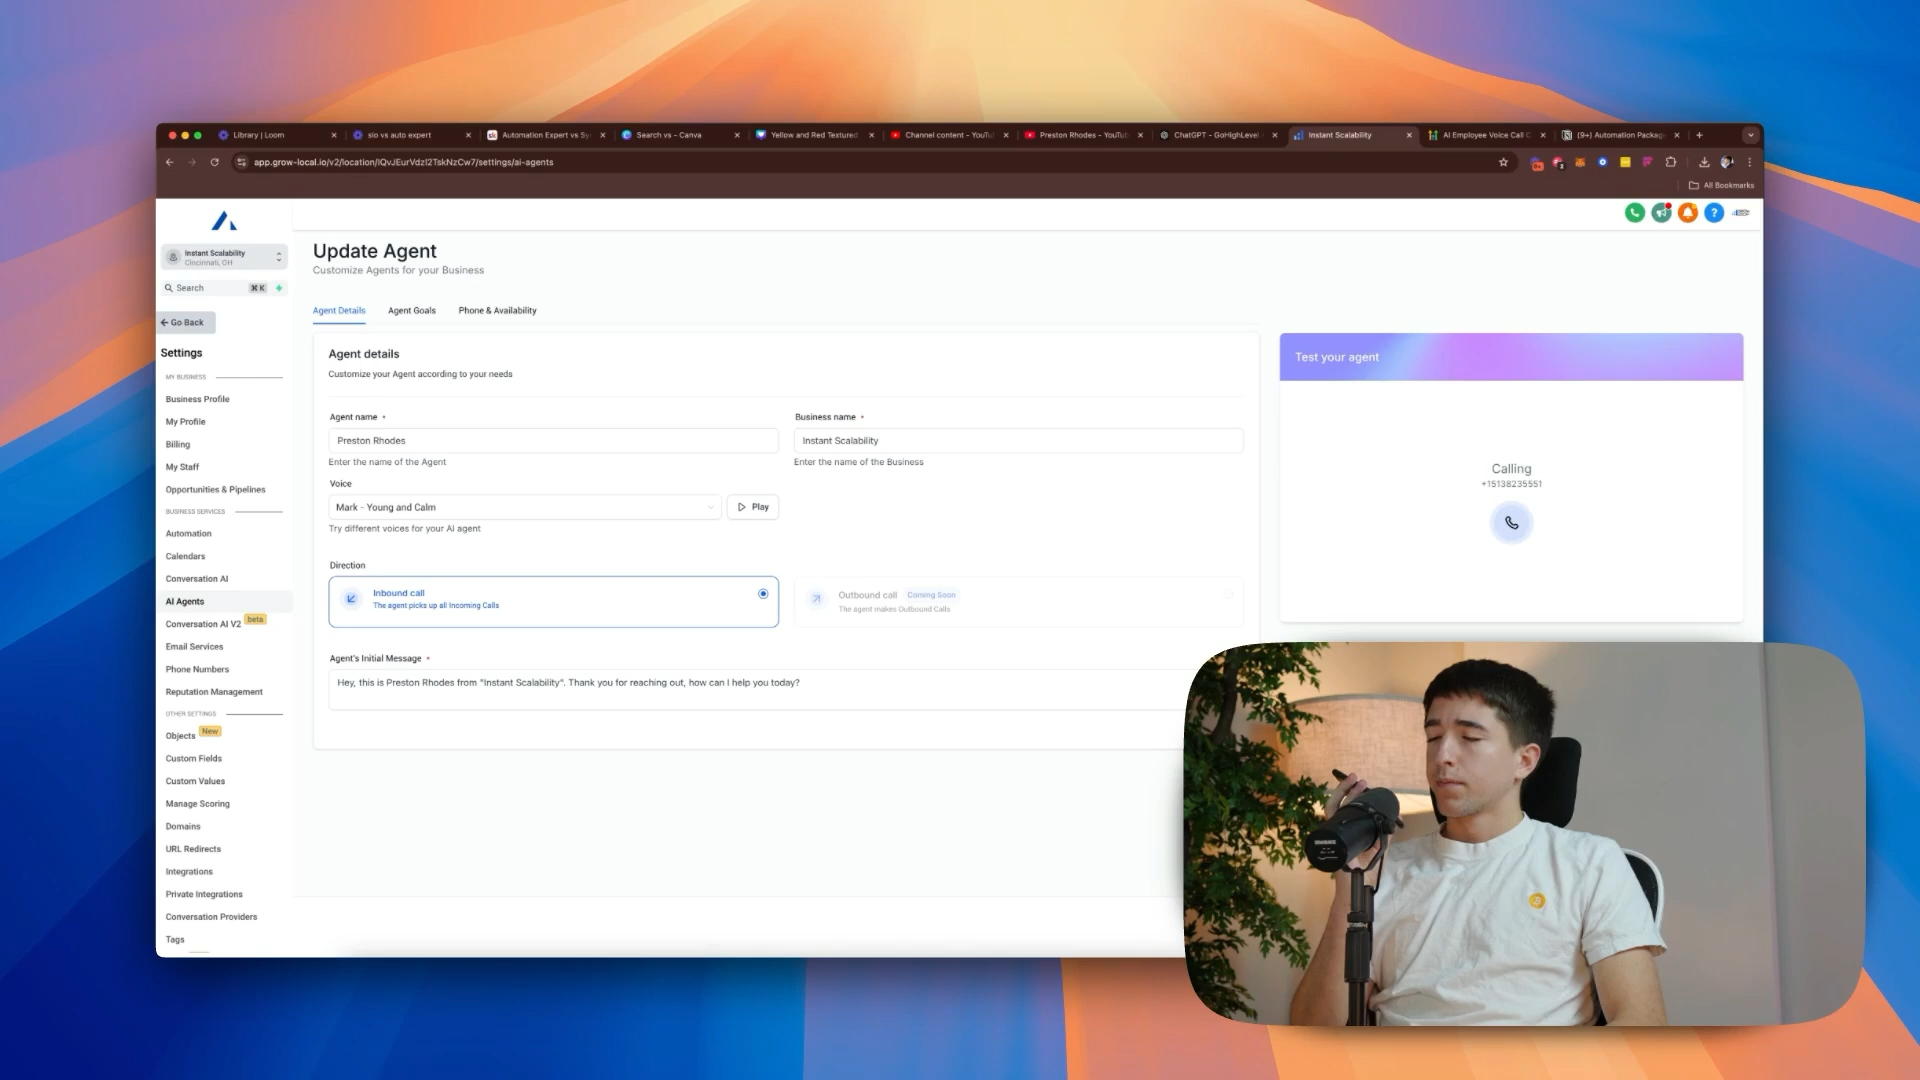 Library | Loom
slo vs auto expert
Automation Expert vs Sy
Search vs - Canva
Yellow and Red Textured
Channel content - YouTu
Preston Rhodes - YouTub
ChatGPT - GoHighLevel
Instant Scalability
AI Employee Voice Call C
(9+) Automation Package
app.grow-local.io/v2/location/lQvJEurVdzl2TskNzCw7/settings/ai-agents
All Bookmarks
Instant Scalability
Cincinnati, OH
Search
⌘ K
Go Back
Settings
MY BUSINESS
Business Profile
My Profile
Billing
My Staff
Opportunities & Pipelines
BUSINESS SERVICES
Automation
Calendars
Conversation AI
AI Agents
Conversation AI V2 beta
Email Services
Phone Numbers
Reputation Management
OTHER SETTINGS
Objects New
Custom Fields
Custom Values
Manage Scoring
Domains
URL Redirects
Integrations
Private Integrations
Conversation Providers
Tags
Update Agent
Customize Agents for your Business
Agent Details
Agent Goals
Phone & Availability
Agent details
Customize your Agent according to your needs
Agent name *
Preston Rhodes
Enter the name of the Agent
Business name *
Instant Scalability
Enter the name of the Business
Voice
Mark - Young and Calm
Play
Try different voices for your AI agent
Direction
Inbound call
The agent picks up all Incoming Calls
Outbound call Coming Soon
The agent makes Outbound Calls
Agent's Initial Message *
Hey, this is Preston Rhodes from "Instant Scalability". Thank you for reaching out, how can I help you today?
Test your agent
Calling
+15138235551